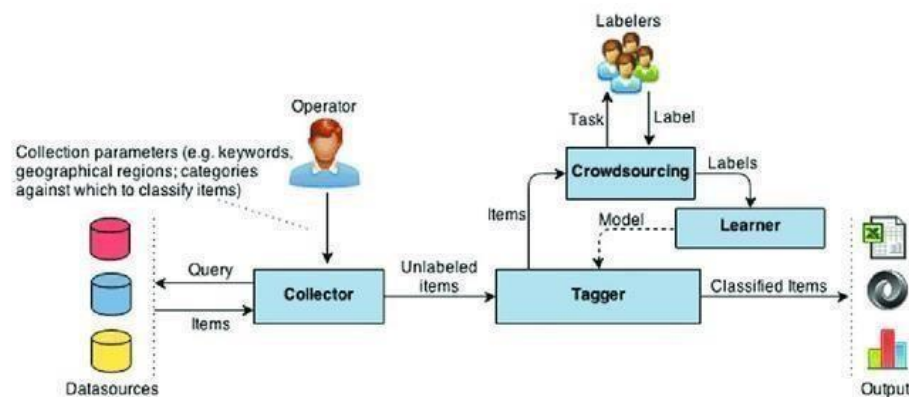 Labelers
Operator
Task
Label
Collection parameters (e.g. keywords,
geographical regions; categories
against which to classify items)
Crowdsourcing
Labels
Items
Model
Learner
Query
Collector
Unlabeled
items
Tagger
Classified Items
Items
Datasources
Output